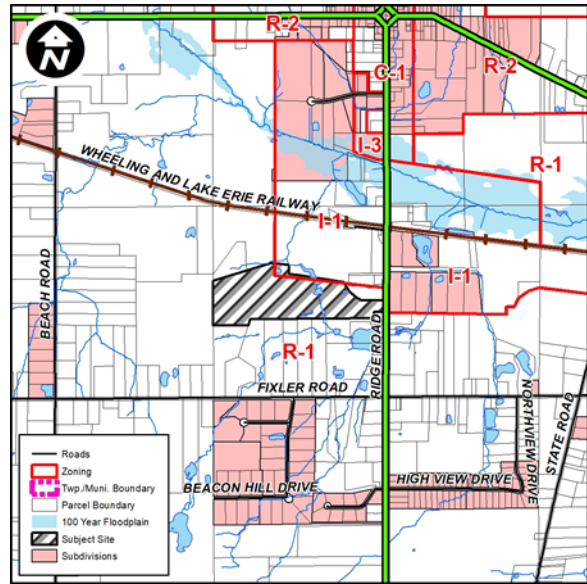 N
R-2
C-1
R-2
I-3
R-1
WHEELING AND LAKE ERIE RAILWAY
I-1
I-1
BEACH ROAD
RIDGE ROAD
R-1
FIXLER ROAD
NORTHVIEW DRIVE
STATE ROAD
BEACON HILL DRIVE
HIGH VIEW DRIVE
Roads
Zoning
Twp./Muni. Boundary
Parcel Boundary
100 Year Floodplain
Subject Site
Subdivisions